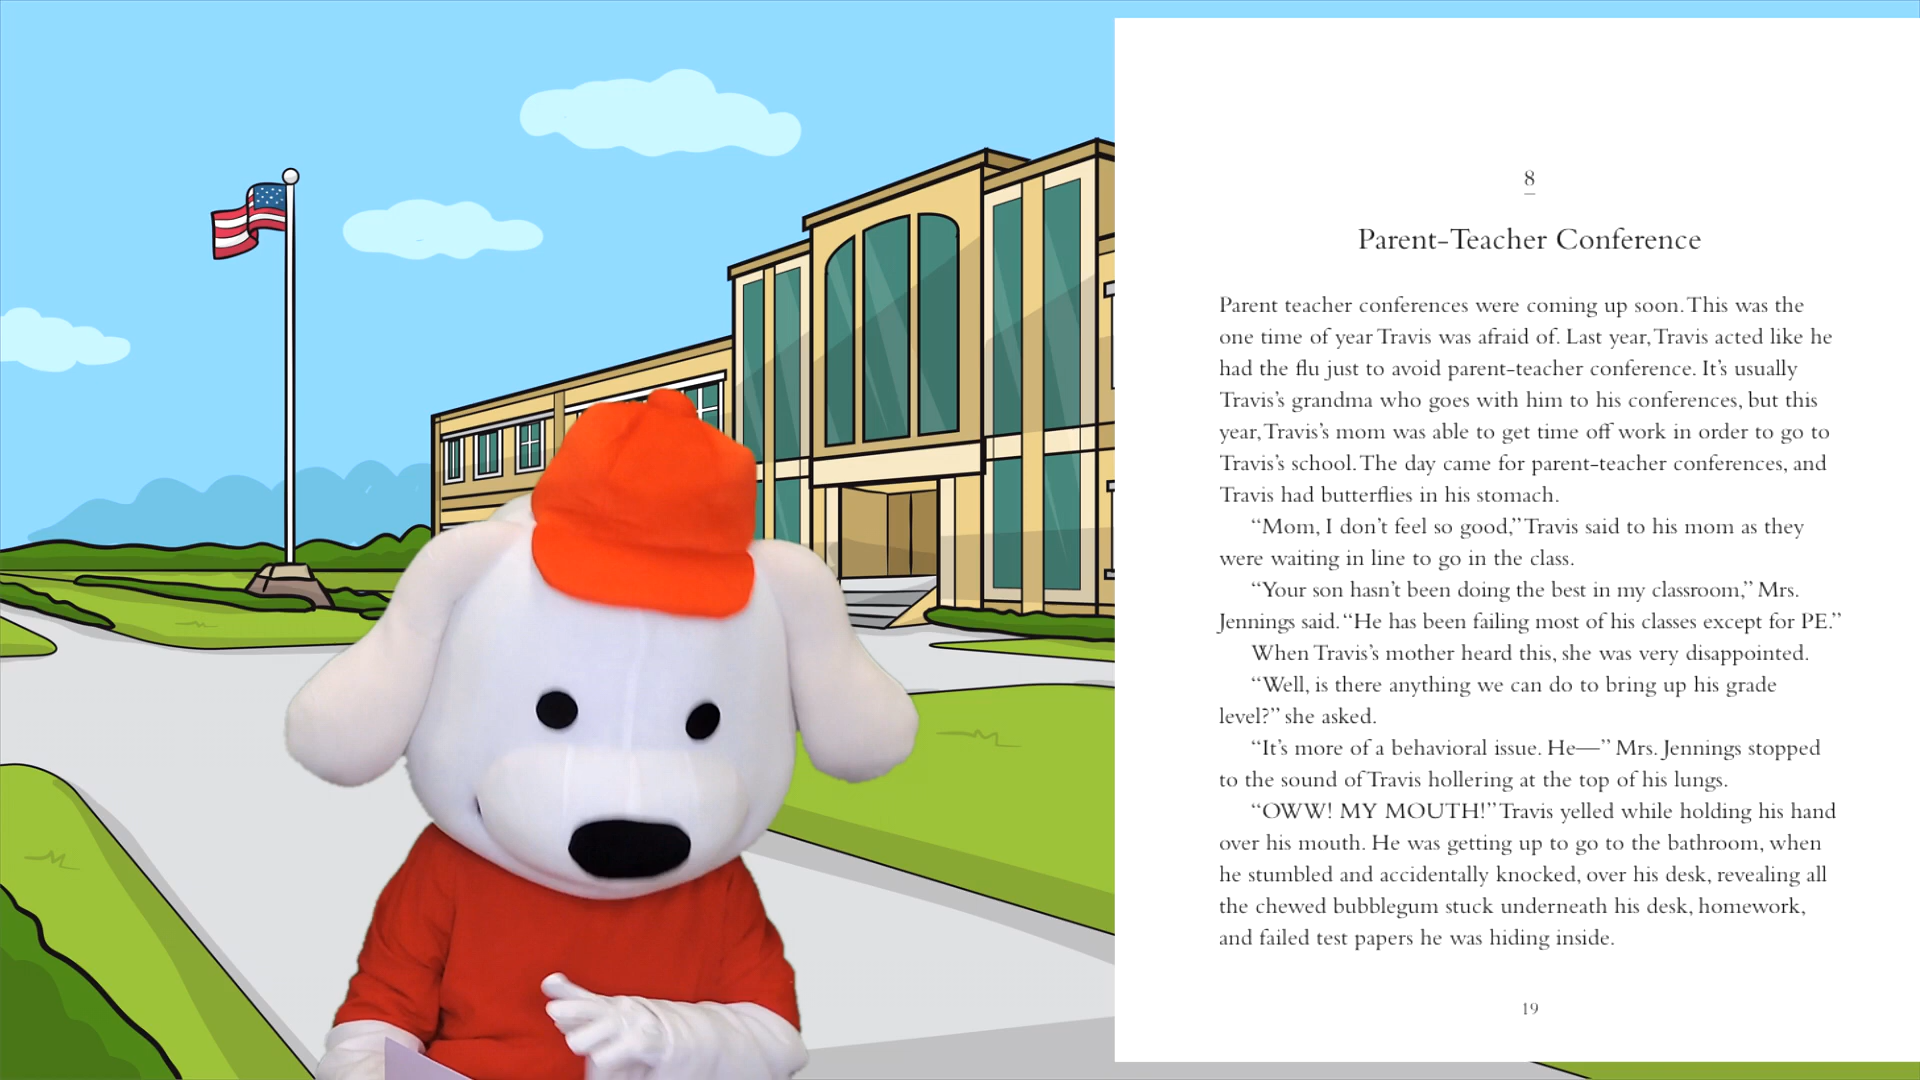 8
Parent-Teacher Conference
Parent teacher conferences were coming up soon. This was the
one time of year Travis was afraid of. Last year, Travis acted like he
had the flu just to avoid parent-teacher conference. It’s usually
Travis’s grandma who goes with him to his conferences, but this
year, Travis’s mom was able to get time off work in order to go to
Travis’s school. The day came for parent-teacher conferences, and
Travis had butterflies in his stomach.
“Mom, I don’t feel so good,” Travis said to his mom as they
were waiting in line to go in the class.
“Your son hasn’t been doing the best in my classroom,” Mrs.
Jennings said. “He has been failing most of his classes except for PE.”
When Travis’s mother heard this, she was very disappointed.
“Well, is there anything we can do to bring up his grade
level?” she asked.
“It’s more of a behavioral issue. He—” Mrs. Jennings stopped
to the sound of Travis hollering at the top of his lungs.
“OWW! MY MOUTH!” Travis yelled while holding his hand
over his mouth. He was getting up to go to the bathroom, when
he stumbled and accidentally knocked, over his desk, revealing all
the chewed bubblegum stuck underneath his desk, homework,
and failed test papers he was hiding inside.
19